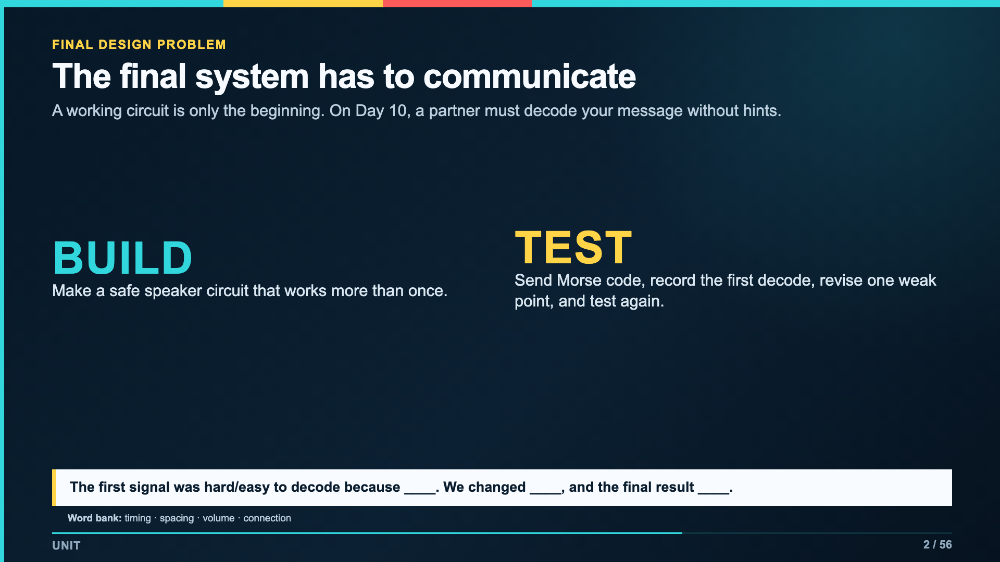 FINAL DESIGN PROBLEM
The final system has to communicate
A working circuit is only the beginning. On Day 10, a partner must decode your message without hints.
BUILD
Make a safe speaker circuit that works more than once.
TEST
Send Morse code, record the first decode, revise one weak
point, and test again.
The first signal was hard/easy to decode because ____. We changed ____, and the final result ____.
Word bank: timing · spacing · volume · connection
UNIT
2 / 56